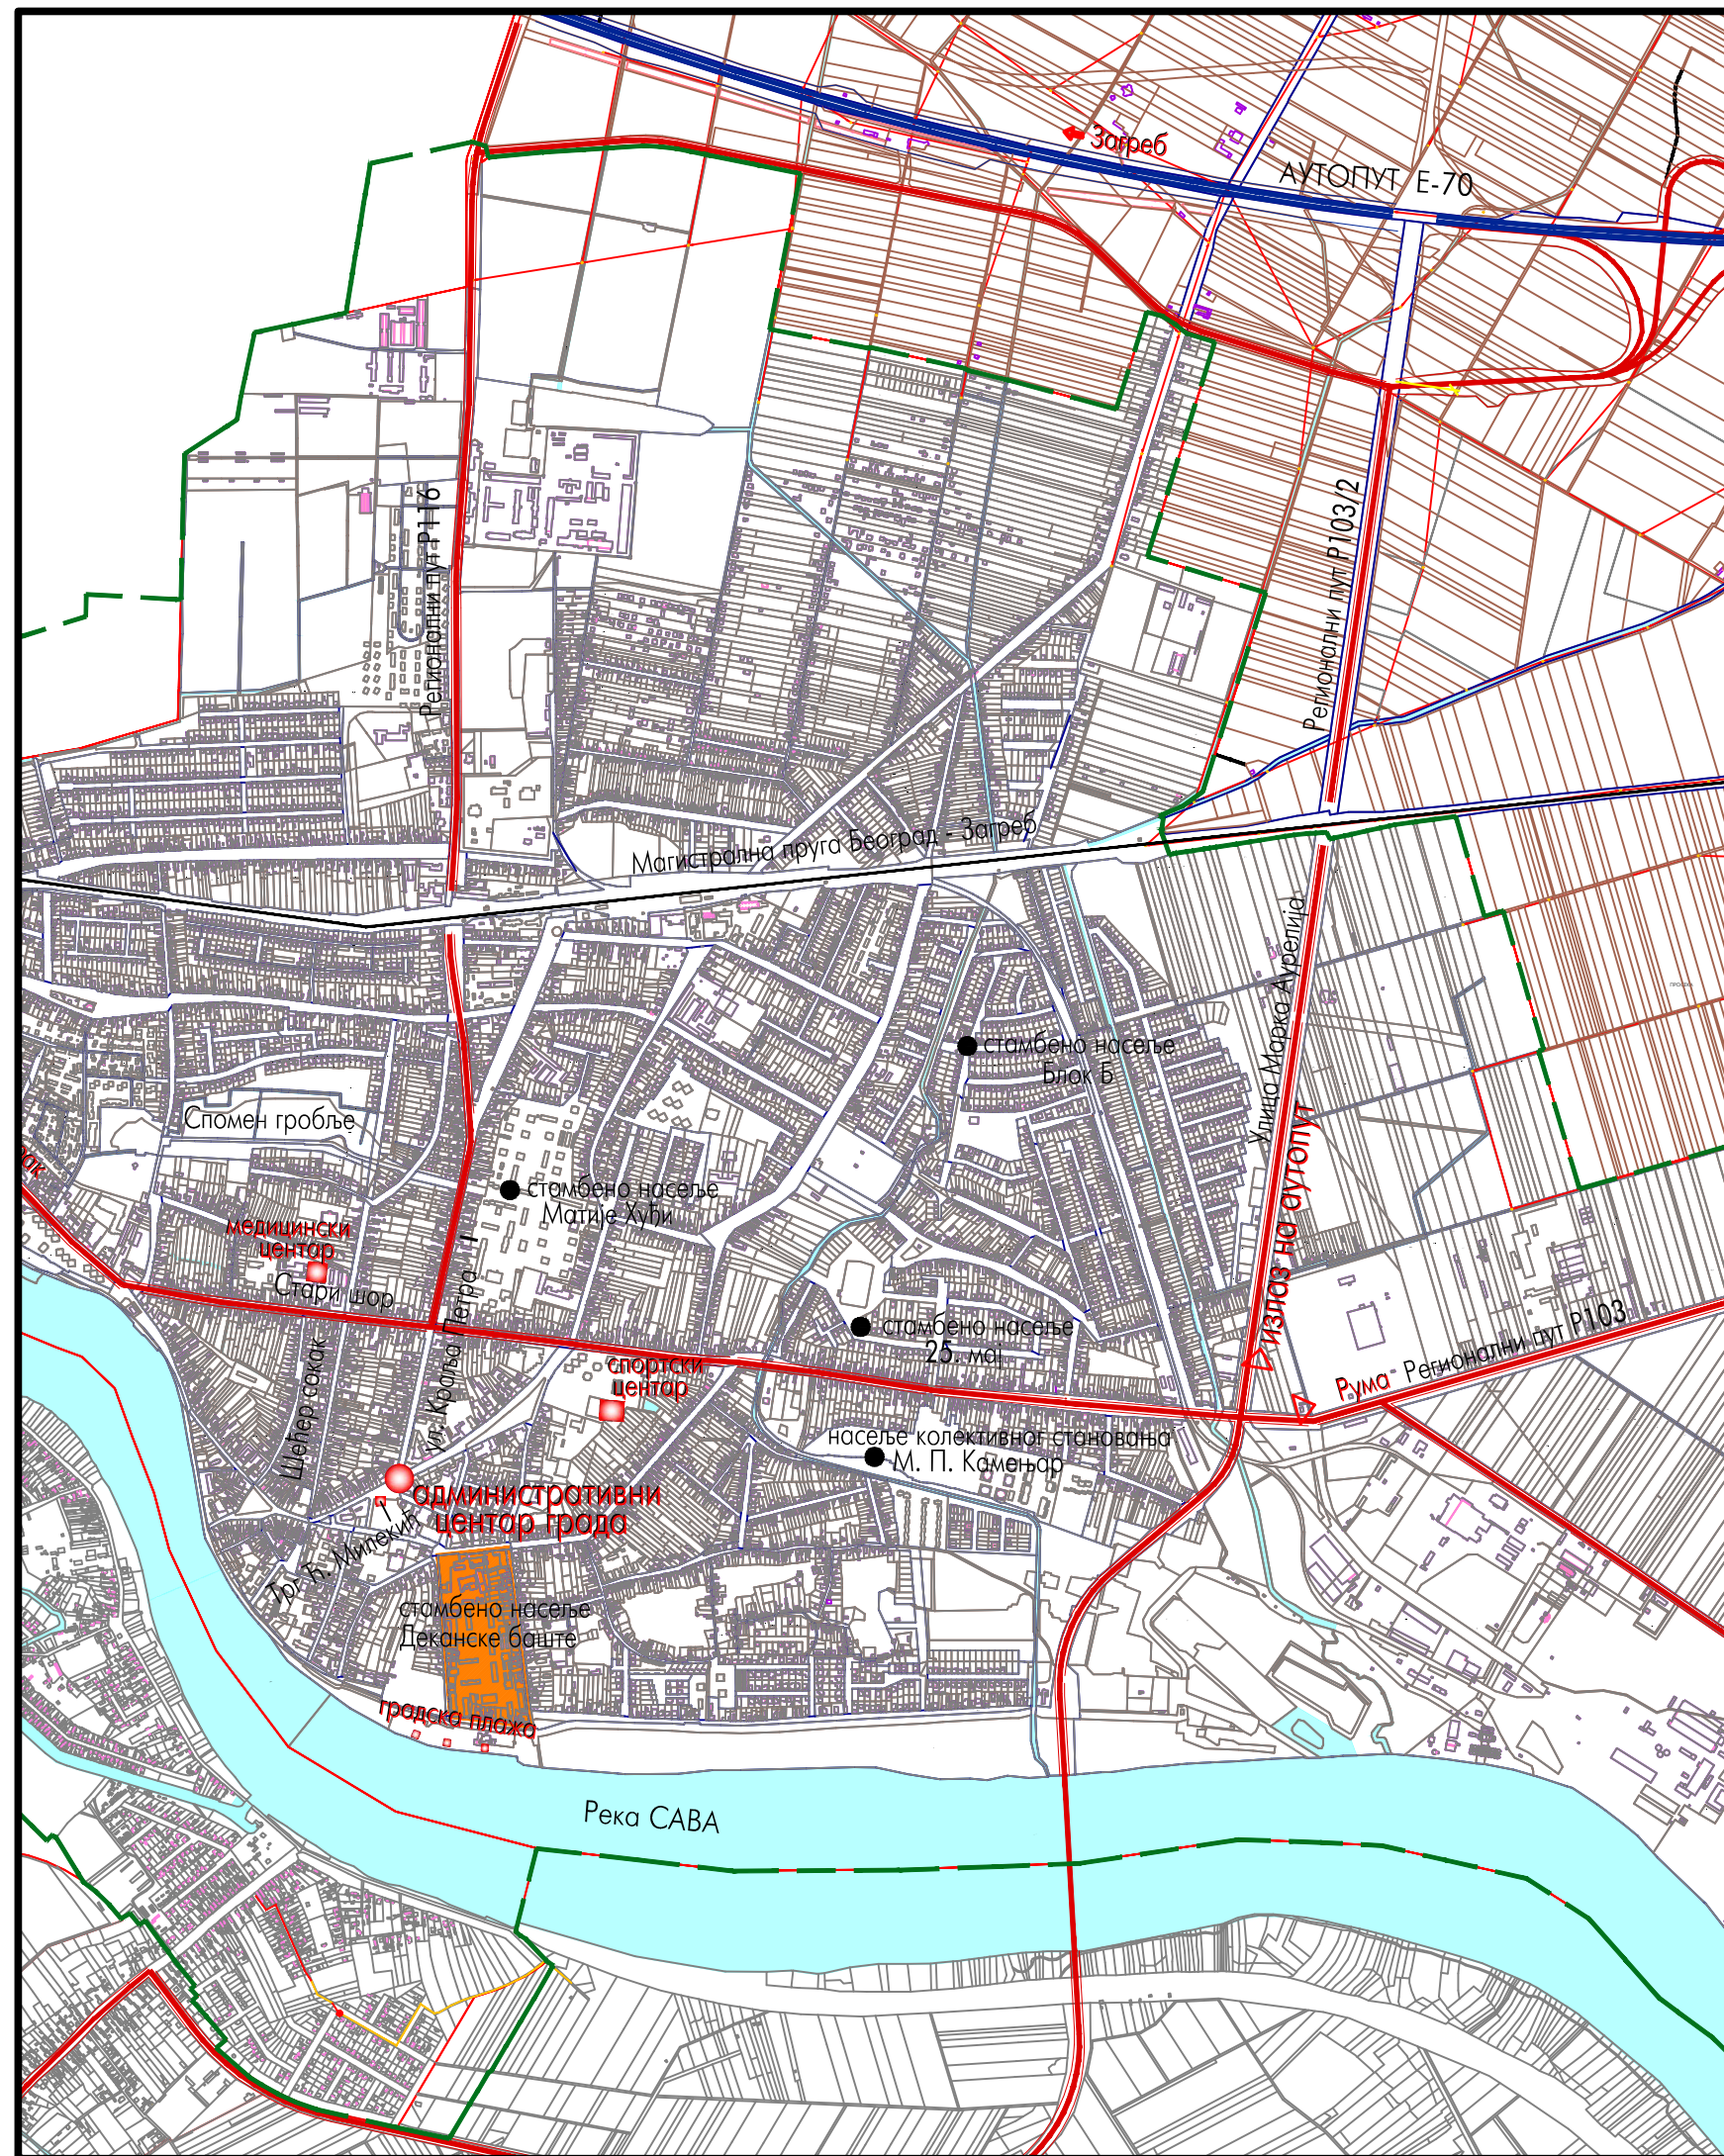 Загреб
АУТОПУТ Е-70
Регионални пут Р116
Регионални пут Р103/2
Магистрална пруга Београд - Загреб
Улица Марка Аурелија
стамбено насеље
Блок Б
Спомен гробље
стамбено насеље
Матије Хуђи
медицински
центар
Стари шор
излаз на аутопут
стамбено насеље
25. мај
Рума
Регионални пут Р103
спортски
центар
Шећер сокак
ул. Краља Петра I
насеље колективног становања
М. П. Камењар
административни
центар града
Трг Ћ. Милекић
стамбено насеље
Деканске баште
градска плажа
Река САВА